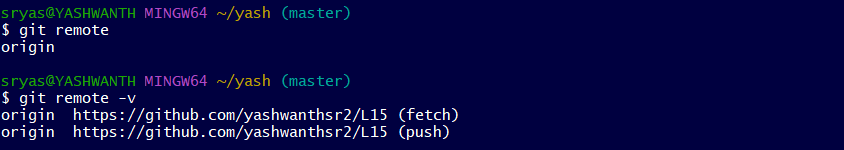 sryas@YASHWANTH MINGW64 ~/yash (master)
$ git remote
origin
sryas@YASHWANTH MINGW64 ~/yash (master)
$ git remote -v
origin  https://github.com/yashwanthsr2/L15 (fetch)
origin  https://github.com/yashwanthsr2/L15 (push)